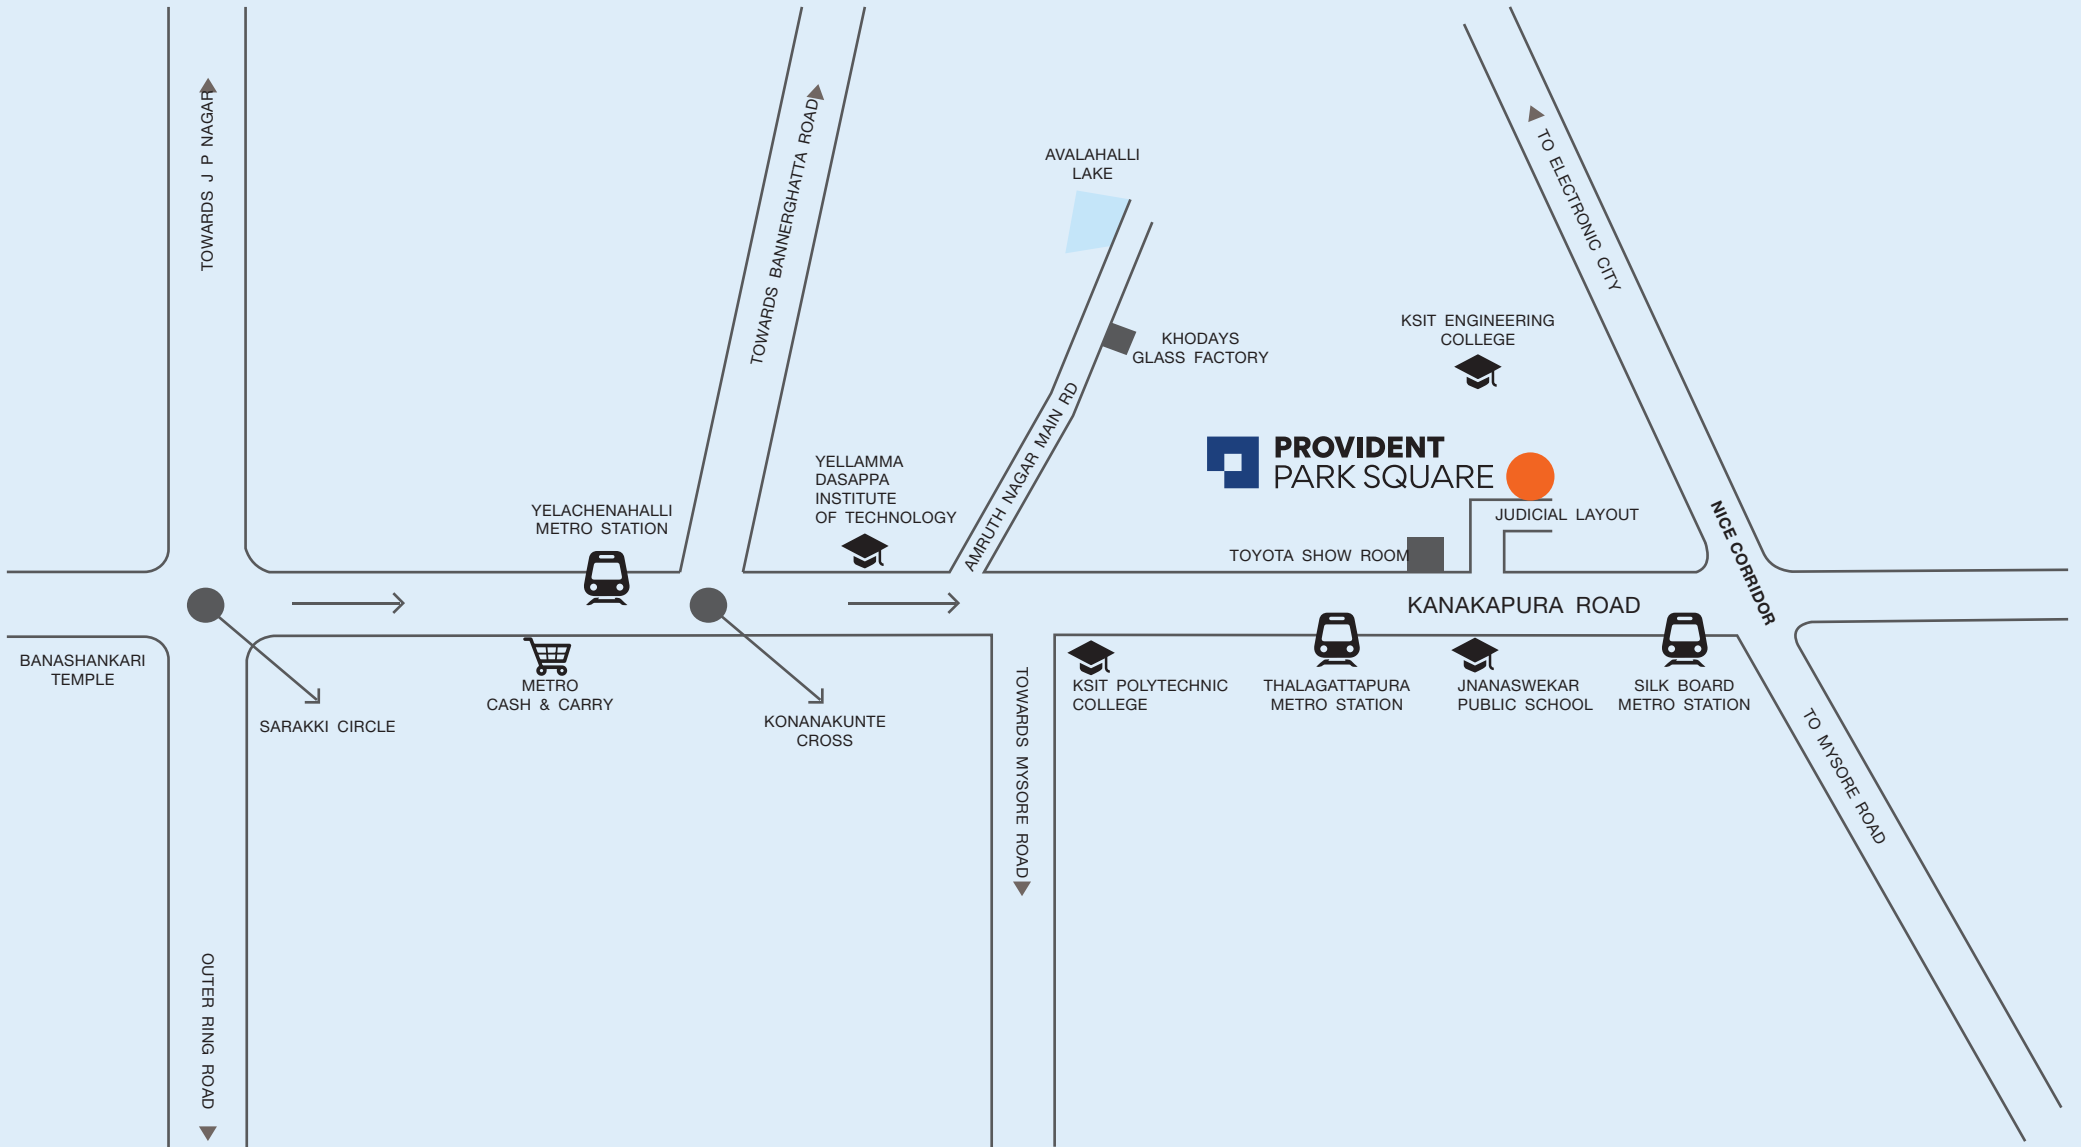 TOWARDS J P NAGAR
TOWARDS BANNERGHATTA ROAD
AVALAHALLI
LAKE
TO ELECTRONIC CITY
KHODAYS
GLASS FACTORY
KSIT ENGINEERING
COLLEGE
AMRUTH NAGAR MAIN RD
PROVIDENT
PARK SQUARE
YELLAMMA
DASAPPA
INSTITUTE
OF TECHNOLOGY
YELACHENAHALLI
METRO STATION
JUDICIAL LAYOUT
TOYOTA SHOW ROOM
NICE CORRIDOR
KANAKAPURA ROAD
BANASHANKARI
TEMPLE
SARAKKI CIRCLE
METRO
CASH & CARRY
KONANAKUNTE
CROSS
TOWARDS MYSORE ROAD
KSIT POLYTECHNIC
COLLEGE
THALAGATTAPURA
METRO STATION
JNANASWEKAR
PUBLIC SCHOOL
SILK BOARD
METRO STATION
TO MYSORE ROAD
OUTER RING ROAD